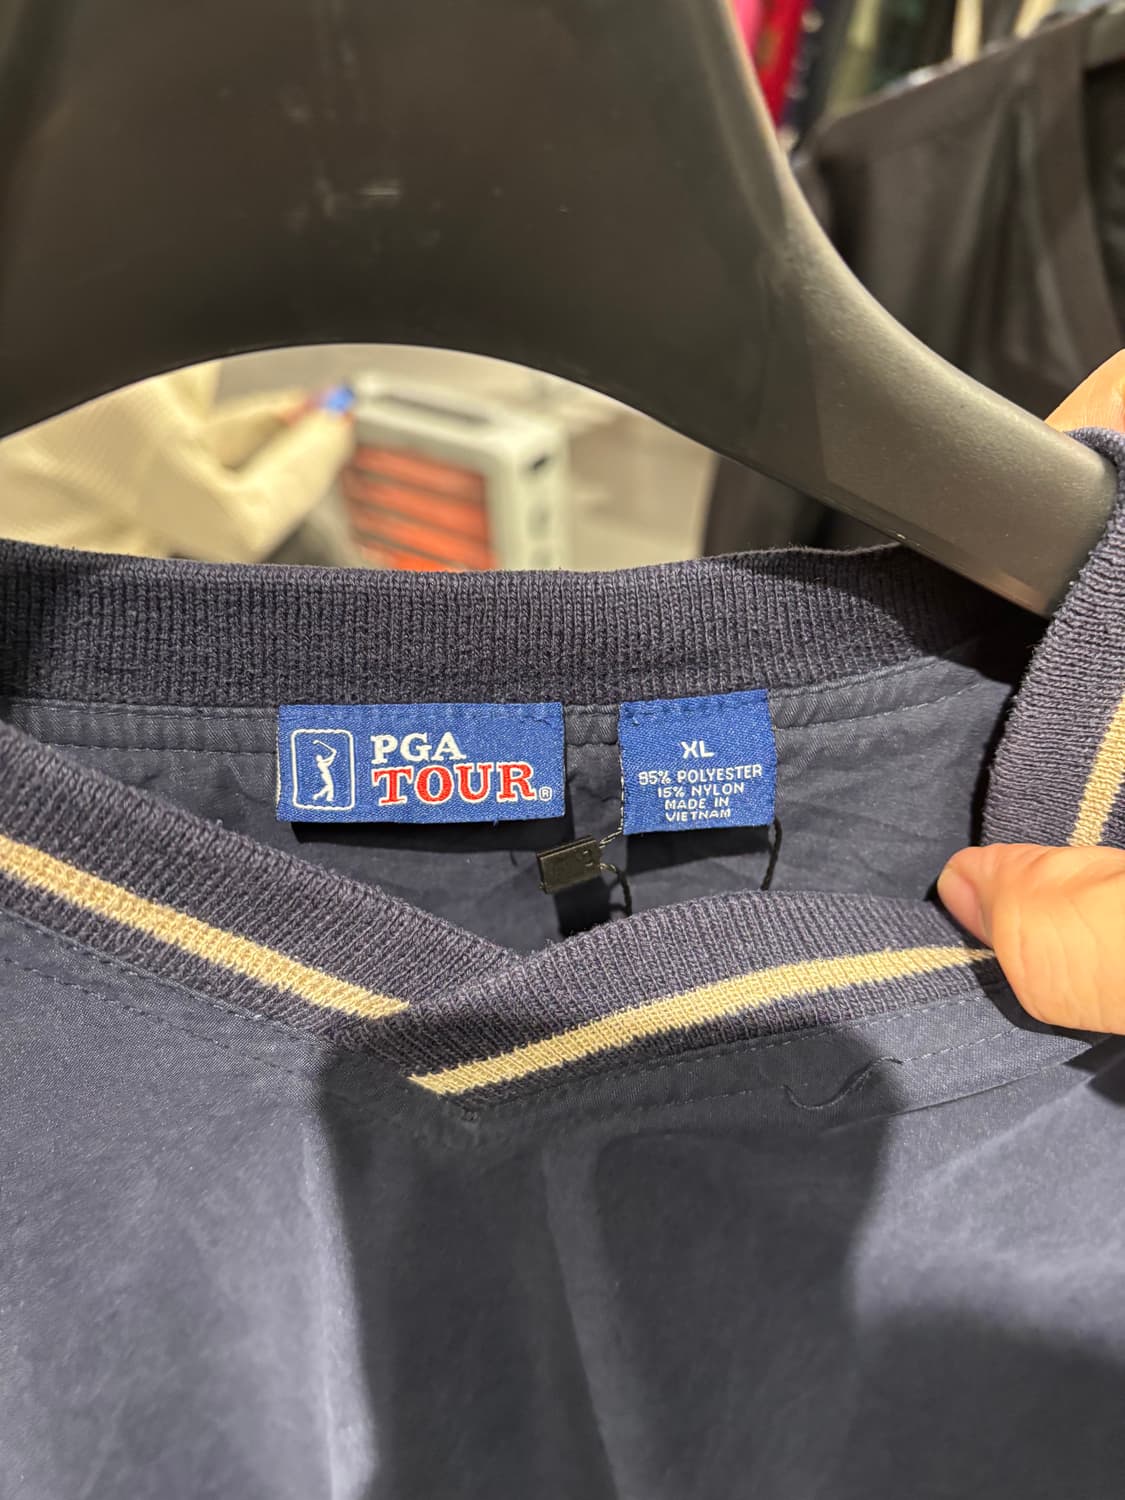 PGA
TOUR®
XL
85% POLYESTER
15% NYLON
MADE IN
VIETNAM